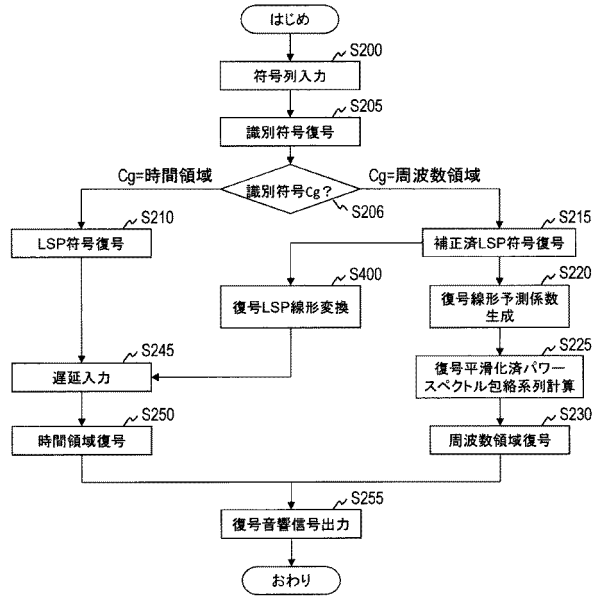 はじめ
S200
符号列入力
S205
識別符号復号
Cg=時間領域
Cg=周波数領域
識別符号Cg？
S206
S210
LSP符号復号
S215
補正済LSP符号復号
S400
復号LSP線形変換
S220
復号線形予測係数
生成
S245
遅延入力
S225
復号平滑化済パワー
スペクトル包絡系列計算
S250
時間領域復号
S230
周波数領域復号
S255
復号音響信号出力
おわり